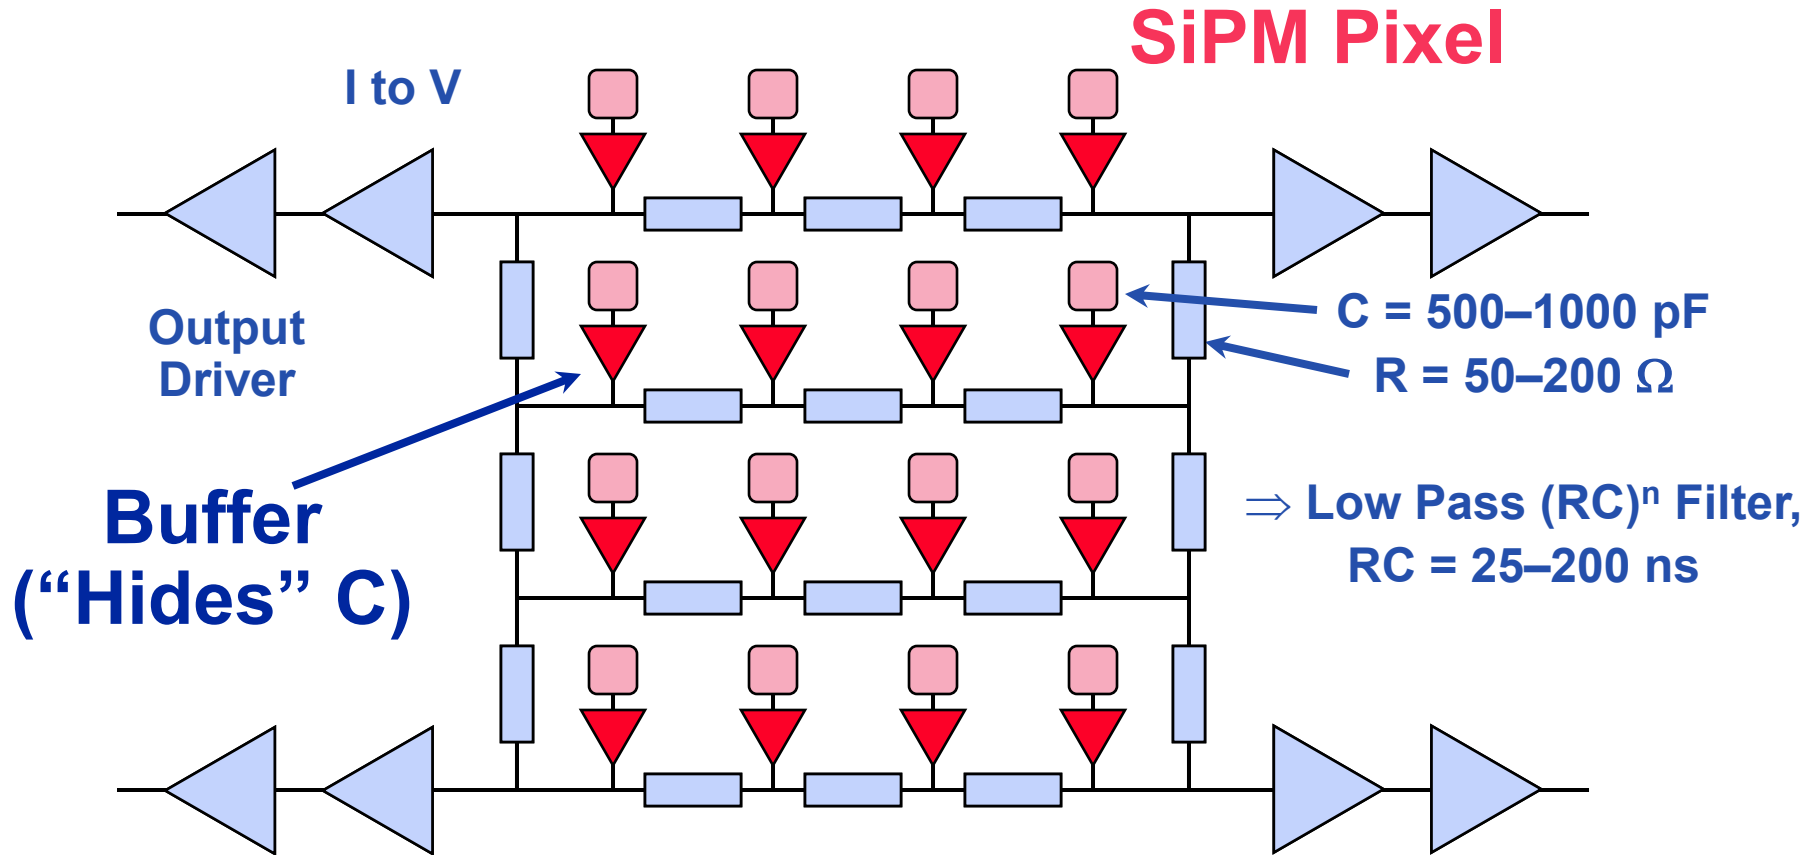 SiPM Pixel
I to V
Output
Driver
C = 500–1000 pF
R = 50–200 Ω
Buffer
(“Hides” C)
⇒ Low Pass (RC)ⁿ Filter,
RC = 25–200 ns